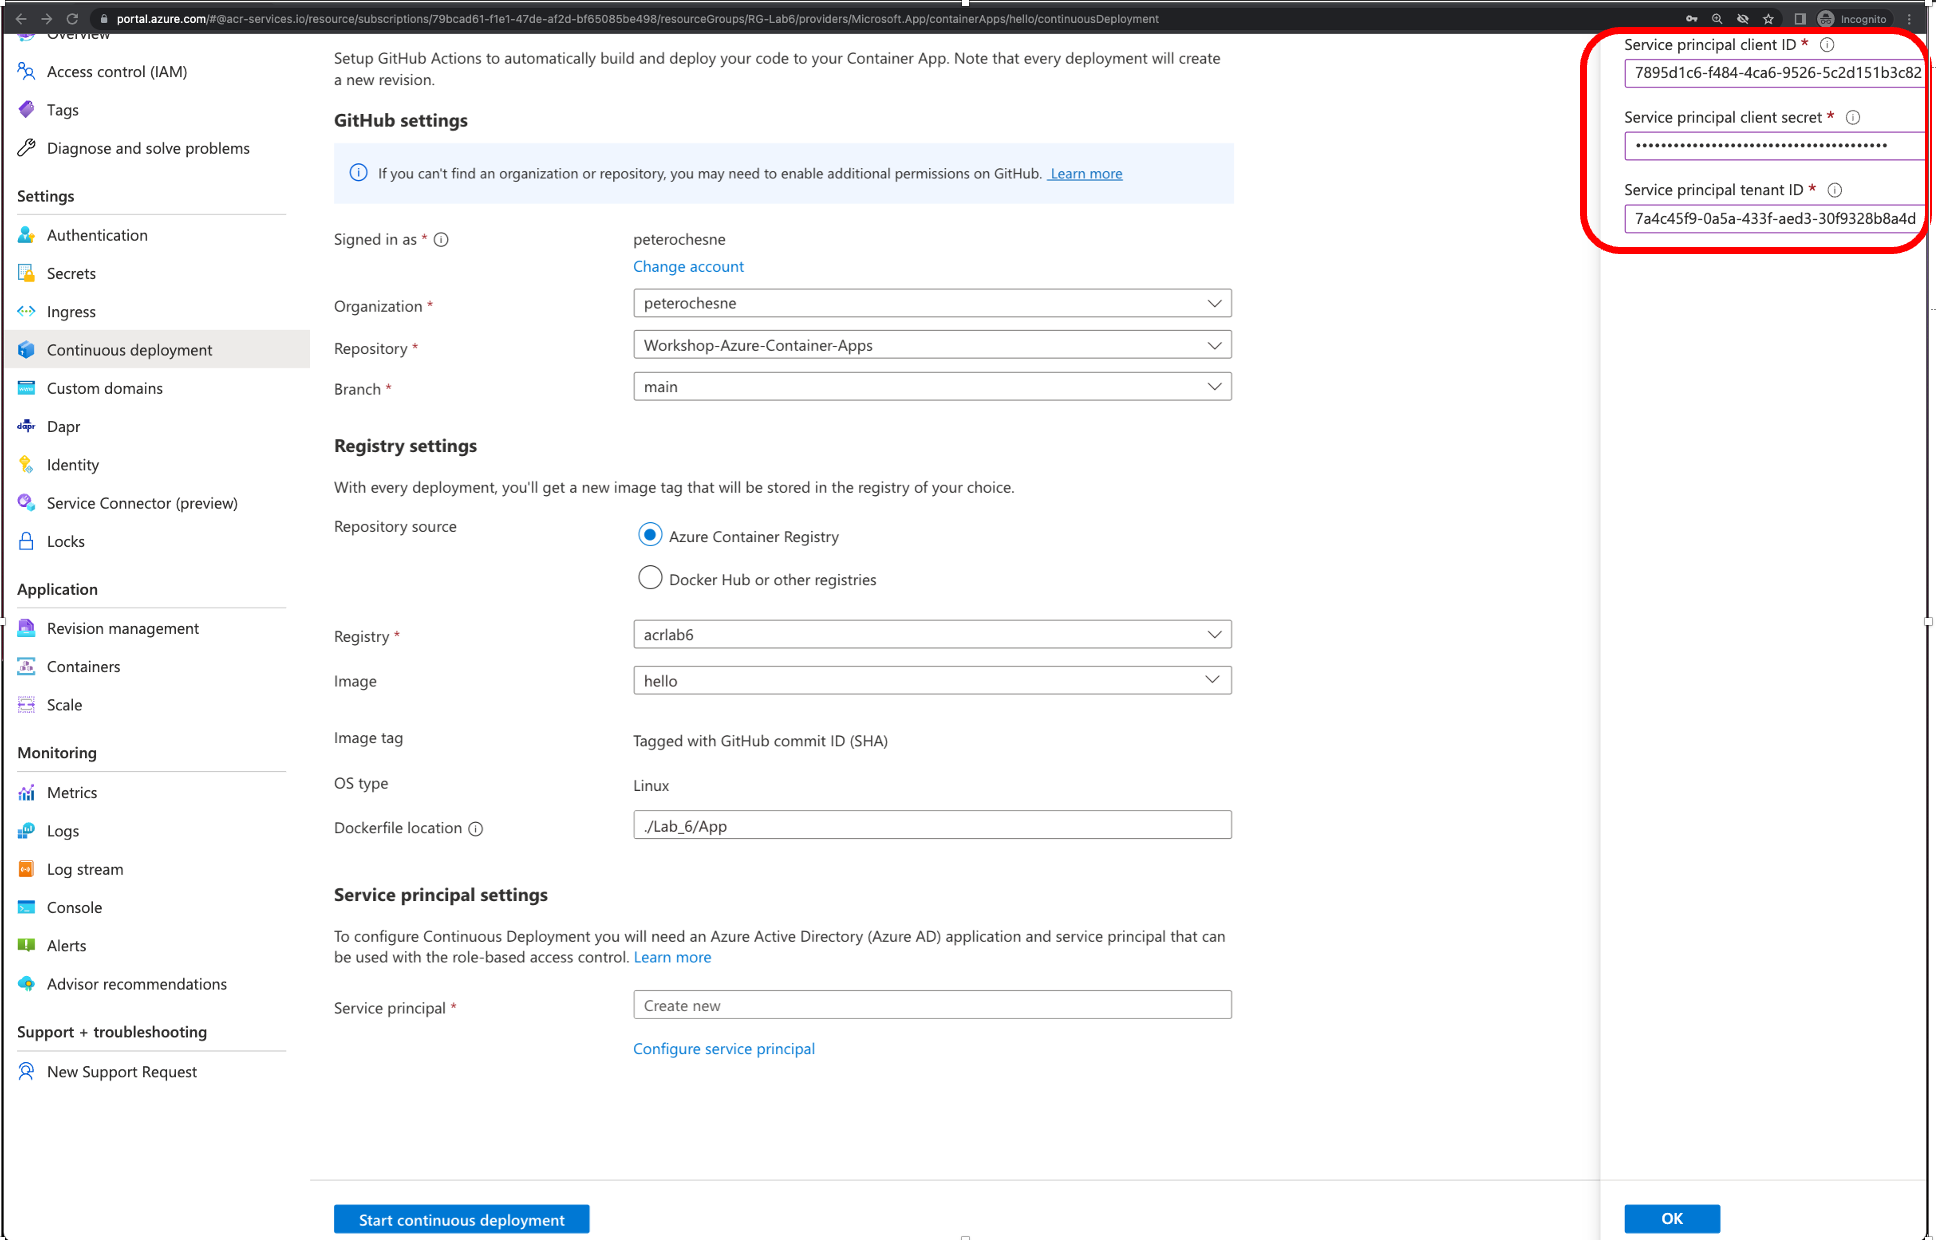 portal.azure.com/#@acr-services.io/resource/subscriptions/79bcad61-f1e1-47de-af2d-bf65085be498/resourceGroups/RG-Lab6/providers/Microsoft.App/containerApps/hello/continuousDeployment
Incognito
Overview
Access control (IAM)
Tags
Diagnose and solve problems
Settings
Authentication
Secrets
Ingress
Continuous deployment
Custom domains
Dapr
Identity
Service Connector (preview)
Locks
Application
Revision management
Containers
Scale
Monitoring
Metrics
Logs
Log stream
Console
Alerts
Advisor recommendations
Support + troubleshooting
New Support Request
Setup GitHub Actions to automatically build and deploy your code to your Container App. Note that every deployment will create
a new revision.
GitHub settings
If you can't find an organization or repository, you may need to enable additional permissions on GitHub. Learn more
Signed in as *
peterochesne
Change account
Organization *
peterochesne
Repository *
Workshop-Azure-Container-Apps
Branch *
main
Registry settings
With every deployment, you'll get a new image tag that will be stored in the registry of your choice.
Repository source
Azure Container Registry
Docker Hub or other registries
Registry *
acrlab6
Image
hello
Image tag
Tagged with GitHub commit ID (SHA)
OS type
Linux
Dockerfile location
./Lab_6/App
Service principal settings
To configure Continuous Deployment you will need an Azure Active Directory (Azure AD) application and service principal that can
be used with the role-based access control. Learn more
Service principal *
Create new
Configure service principal
Start continuous deployment
Service principal client ID *
7895d1c6-f484-4ca6-9526-5c2d151b3c82
Service principal client secret *
••••••••••••••••••••••••••••••••••••••••
Service principal tenant ID *
7a4c45f9-0a5a-433f-aed3-30f9328b8a4d
OK